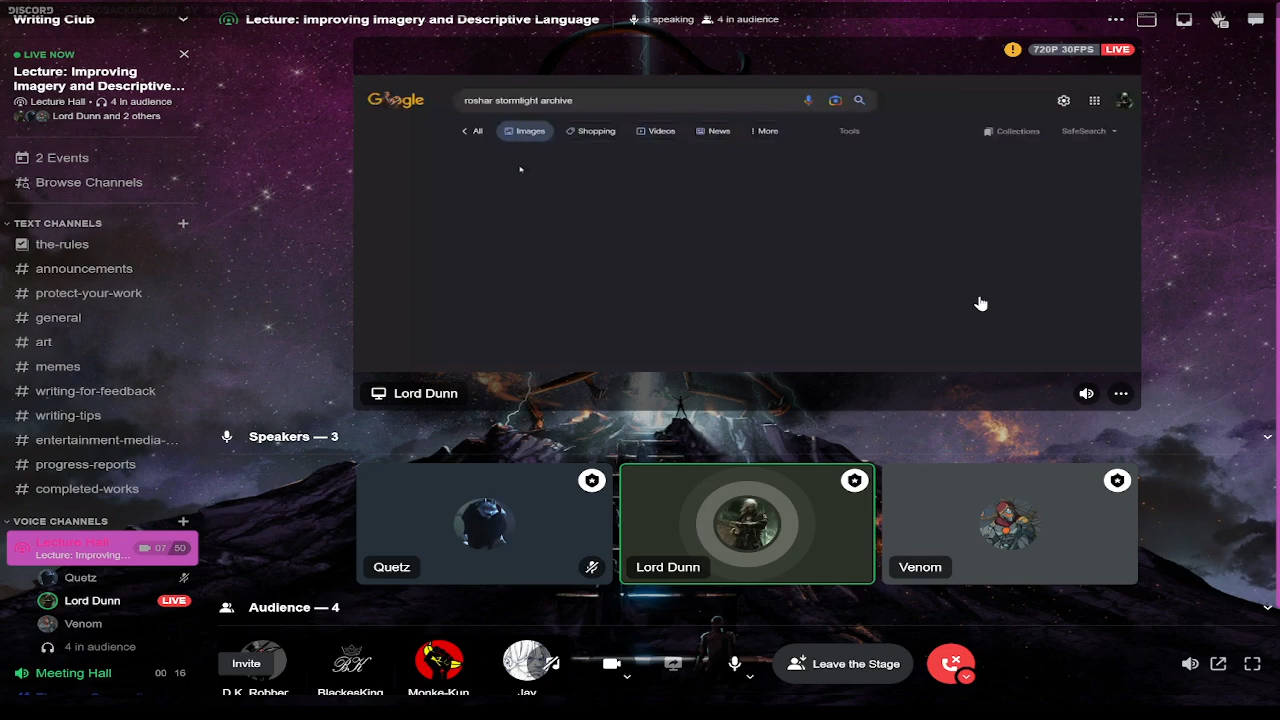 DISCORD
Writing Club
Lecture: Improving Imagery and Descriptive Language
3 speaking
4 in audience
LIVE NOW
Lecture: Improving
Imagery and Descriptive...
Lecture Hall • 4 in audience
Lord Dunn and 2 others
2 Events
Browse Channels
TEXT CHANNELS
the-rules
announcements
protect-your-work
general
art
memes
writing-for-feedback
writing-tips
entertainment-media-...
progress-reports
completed-works
VOICE CHANNELS
Lecture Hall
Lecture: Improving...
07 50
Quetz
Lord Dunn LIVE
Venom
4 in audience
Meeting Hall 00 16
720P 30FPS LIVE
Google
roshar stormlight archive
All Images Shopping Videos News More Tools Collections SafeSearch
Lord Dunn
Speakers — 3
Quetz
Lord Dunn
Venom
Audience — 4
Invite
BK
Leave the Stage
D.K. Robber
BlackesKing
Monke-Kun
Jay